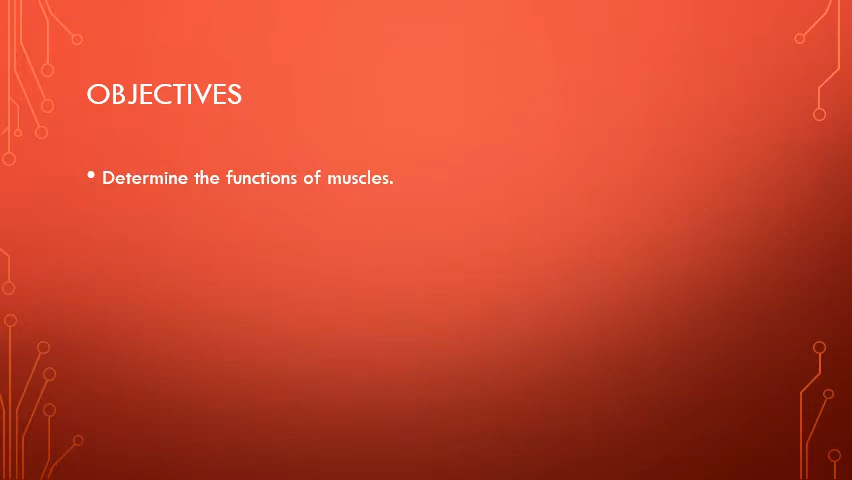 OBJECTIVES
• Determine the functions of muscles.